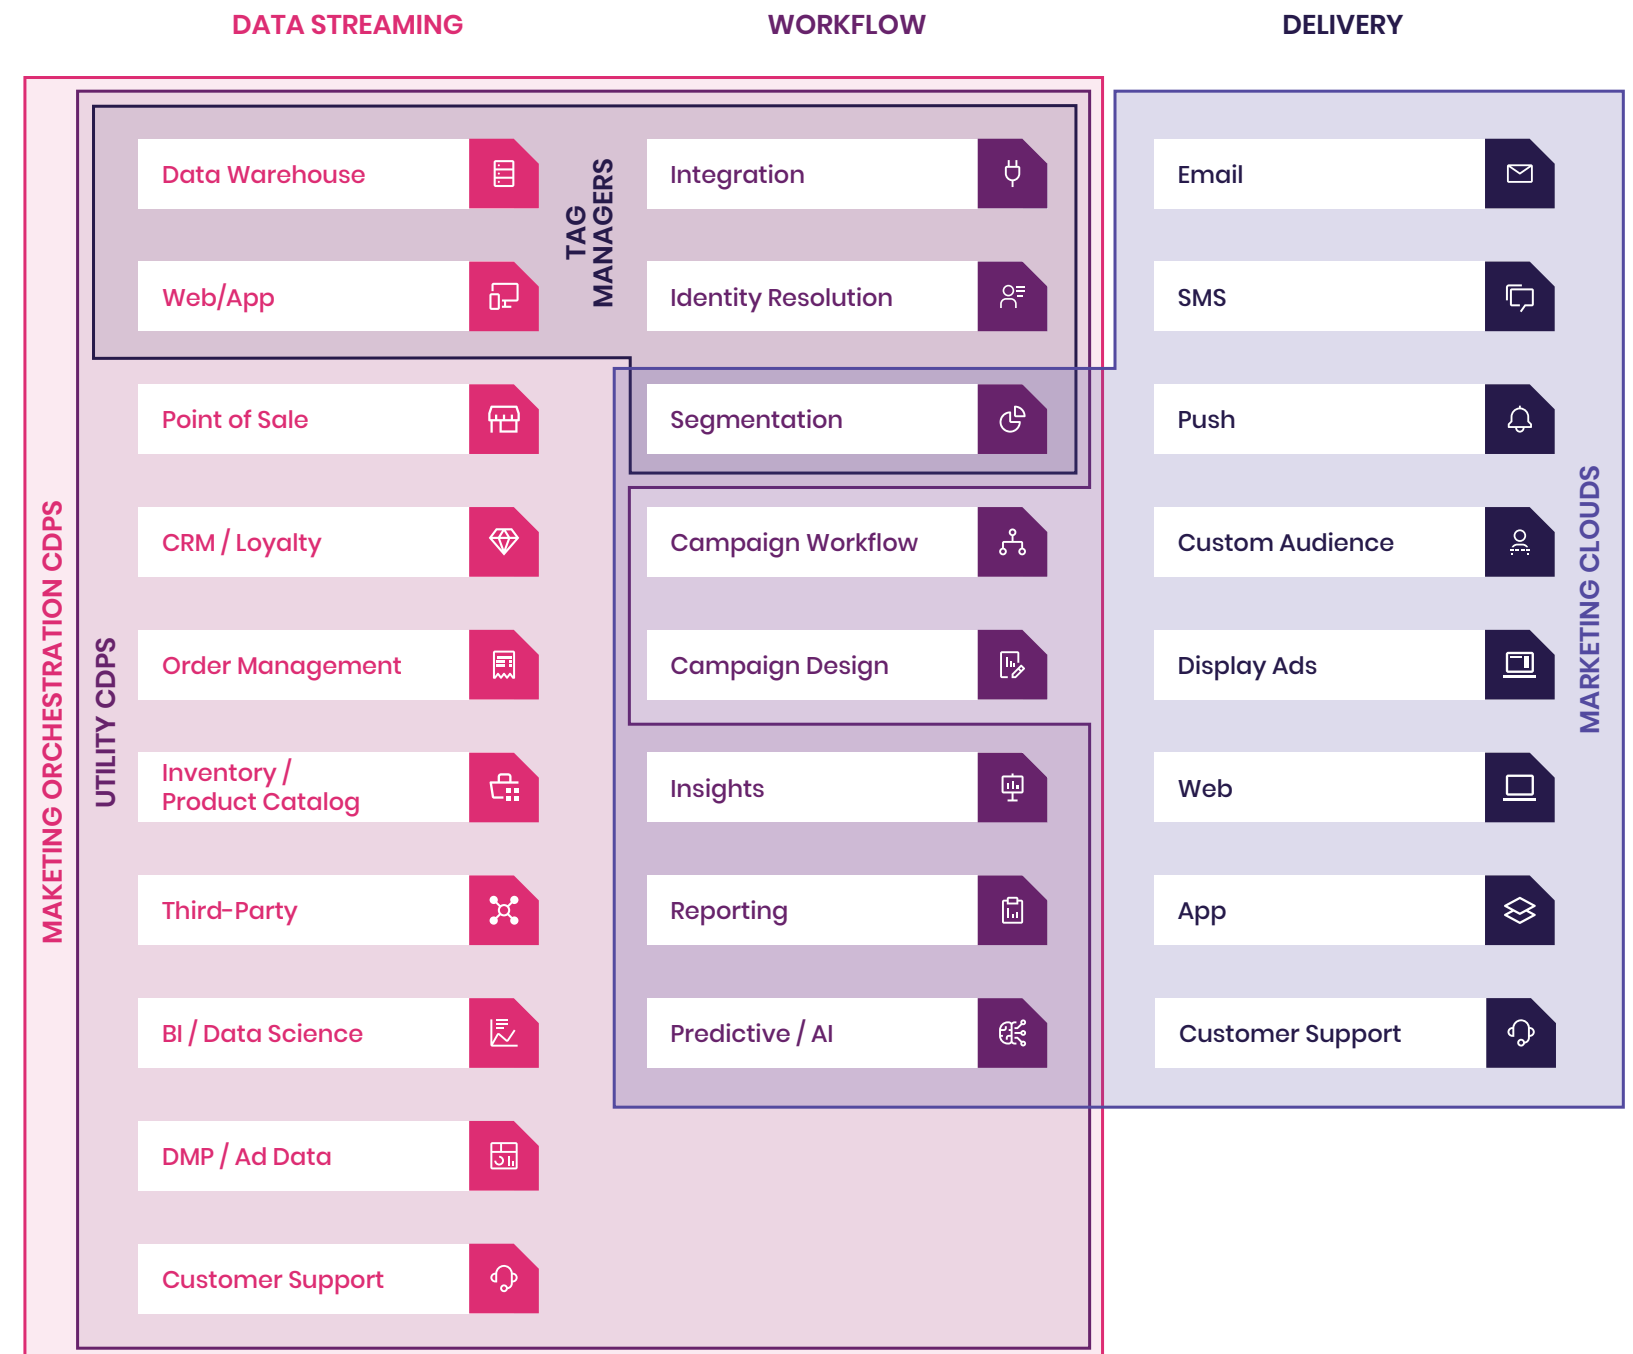 DATA STREAMING
WORKFLOW
DELIVERY
MAKETING ORCHESTRATION CDPS
UTILITY CDPS
TAG
MANAGERS
MARKETING CLOUDS
Data Warehouse
Web/App
Point of Sale
CRM / Loyalty
Order Management
Inventory /
Product Catalog
Third-Party
BI / Data Science
DMP / Ad Data
Customer Support
Integration
Identity Resolution
Segmentation
Campaign Workflow
Campaign Design
Insights
Reporting
Predictive / AI
Email
SMS
Push
Custom Audience
Display Ads
Web
App
Customer Support